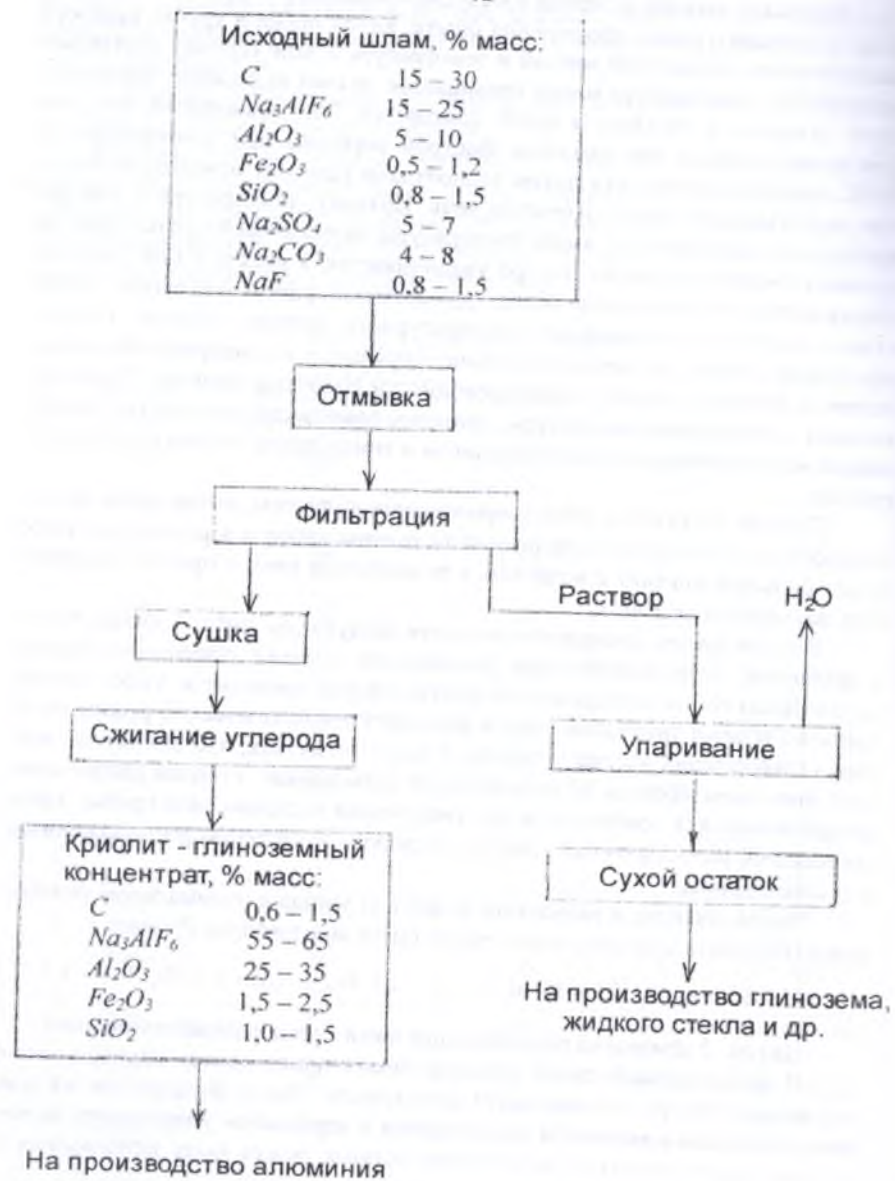 Исходный шлам, % масс:
C 15 – 30
Na₃AlF₆ 15 – 25
Al₂O₃ 5 – 10
Fe₂O₃ 0,5 – 1,2
SiO₂ 0,8 – 1,5
Na₂SO₄ 5 – 7
Na₂CO₃ 4 – 8
NaF 0,8 – 1,5
Отмывка
Фильтрация
Раствор
H₂O
Сушка
Сжигание углерода
Упаривание
Криолит - глиноземный
концентрат, % масс:
C 0,6 – 1,5
Na₃AlF₆ 55 – 65
Al₂O₃ 25 – 35
Fe₂O₃ 1,5 – 2,5
SiO₂ 1,0 – 1,5
Сухой остаток
На производство глинозема,
жидкого стекла и др.
На производство алюминия